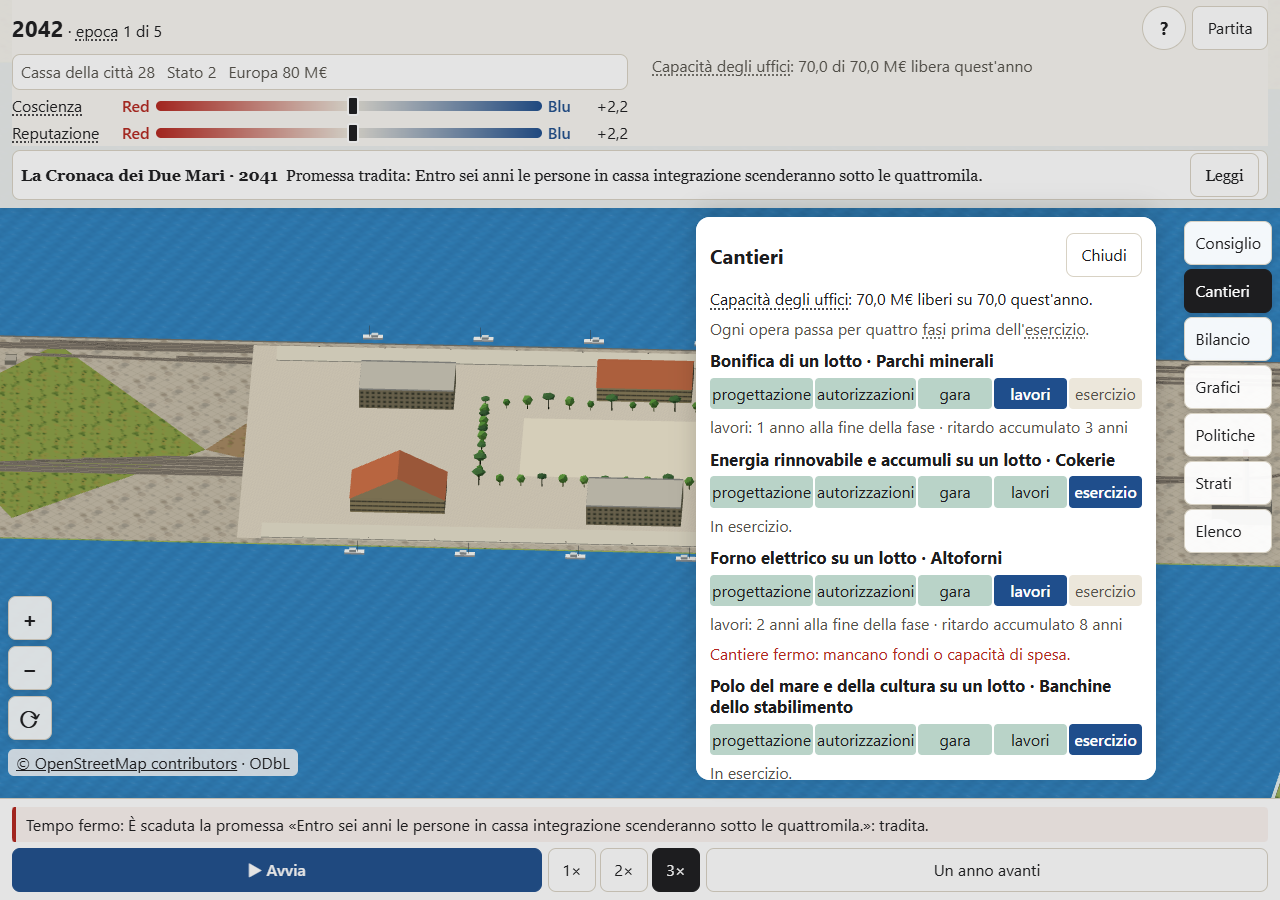 2042 · epoca 1 di 5
?
Partita
Cassa della città 28 Stato 2 Europa 80 M€
Capacità degli uffici: 70,0 di 70,0 M€ libera quest'anno
Coscienza Red Blu +2,2
Reputazione Red Blu +2,2
La Cronaca dei Due Mari · 2041 Promessa tradita: Entro sei anni le persone in cassa integrazione scenderanno sotto le quattromila.
Leggi
Cantieri
Chiudi
Capacità degli uffici: 70,0 M€ liberi su 70,0 quest'anno.
Ogni opera passa per quattro fasi prima dell'esercizio.
Bonifica di un lotto · Parchi minerali
progettazione autorizzazioni gara lavori esercizio
lavori: 1 anno alla fine della fase · ritardo accumulato 3 anni
Energia rinnovabile e accumuli su un lotto · Cokerie
progettazione autorizzazioni gara lavori esercizio
In esercizio.
Forno elettrico su un lotto · Altoforni
progettazione autorizzazioni gara lavori esercizio
lavori: 2 anni alla fine della fase · ritardo accumulato 8 anni
Cantiere fermo: mancano fondi o capacità di spesa.
Polo del mare e della cultura su un lotto · Banchine
dello stabilimento
progettazione autorizzazioni gara lavori esercizio
In esercizio.
Consiglio
Cantieri
Bilancio
Grafici
Politiche
Strati
Elenco
+
−
⟳
© OpenStreetMap contributors · ODbL
Tempo fermo: È scaduta la promessa «Entro sei anni le persone in cassa integrazione scenderanno sotto le quattromila.»: tradita.
▶ Avvia
1×
2×
3×
Un anno avanti